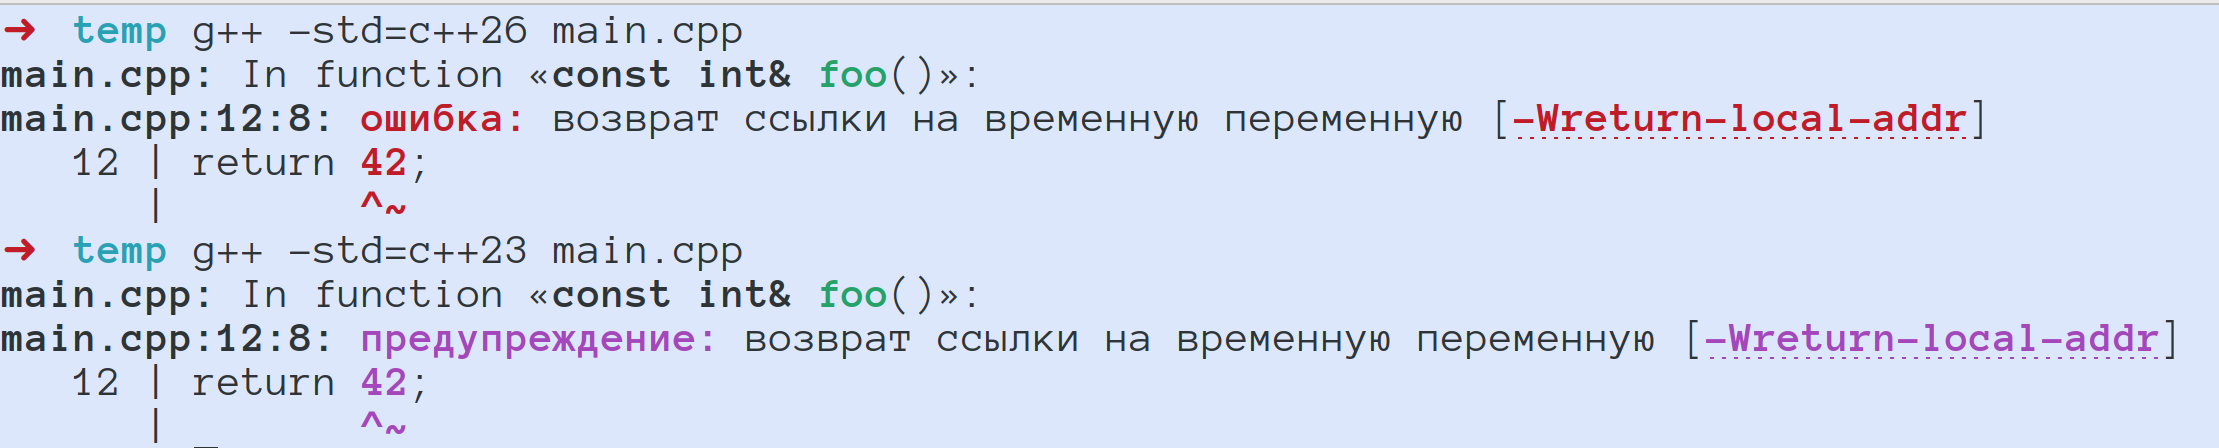 ➜ temp g++ -std=c++26 main.cpp
main.cpp: In function «const int& foo()»:
main.cpp:12:8: ошибка: возврат ссылки на временную переменную [-Wreturn-local-addr]
   12 | return 42;
      |        ^~
➜ temp g++ -std=c++23 main.cpp
main.cpp: In function «const int& foo()»:
main.cpp:12:8: предупреждение: возврат ссылки на временную переменную [-Wreturn-local-addr]
   12 | return 42;
      |        ^~